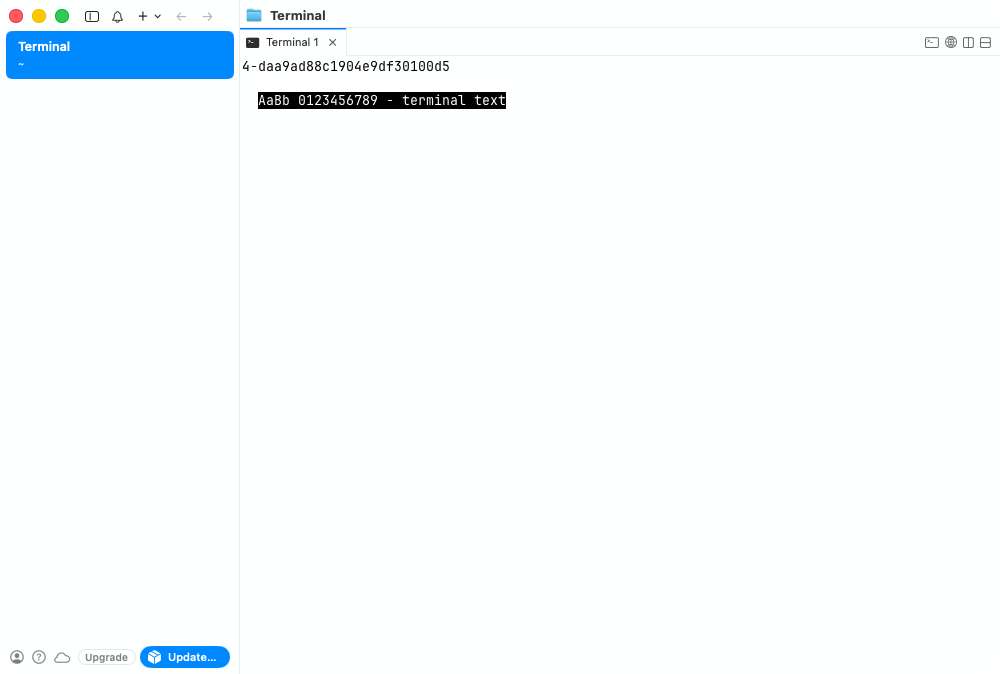 Terminal
Terminal
~
Terminal 1
4-daa9ad88c1904e9df30100d5
AaBb 0123456789 - terminal text
Upgrade
Update...